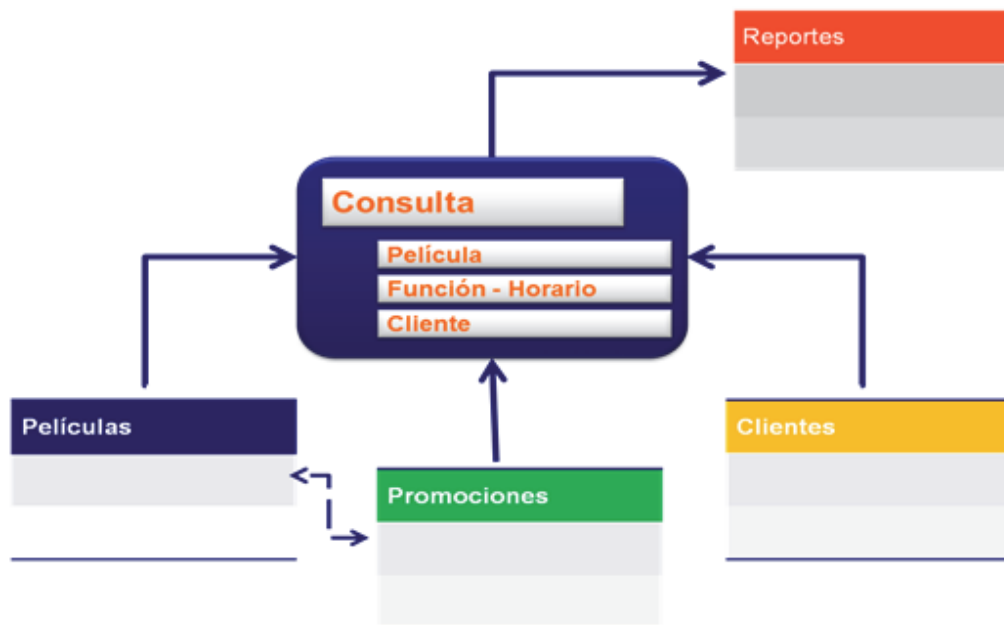 Reportes
Consulta
Película
Función - Horario
Cliente
Películas
Promociones
Clientes